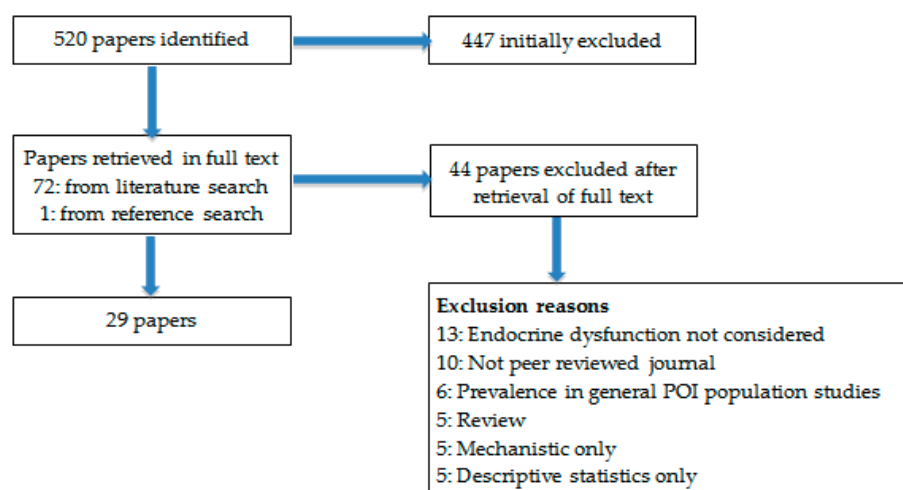 520 papers identified
447 initially excluded
Papers retrieved in full text
72: from literature search
1: from reference search
44 papers excluded after
retrieval of full text
29 papers
Exclusion reasons
13: Endocrine dysfunction not considered
10: Not peer reviewed journal
6: Prevalence in general POI population studies
5: Review
5: Mechanistic only
5: Descriptive statistics only